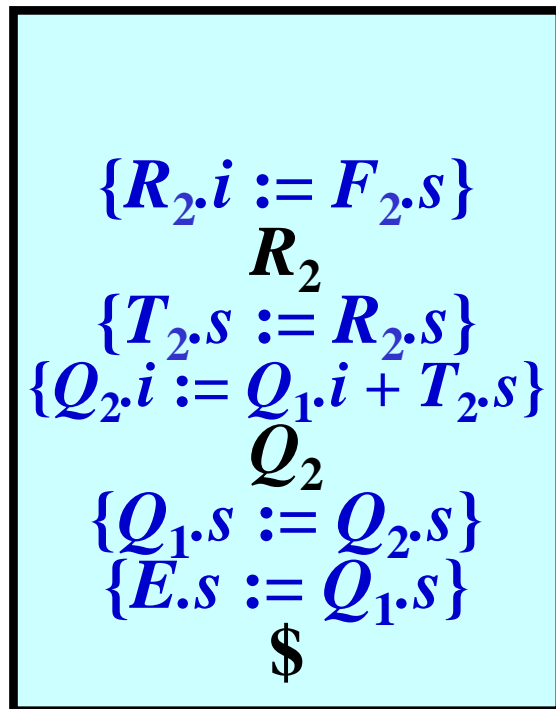 {R₂.i := F₂.s}
R₂
{T₂.s := R₂.s}
{Q₂.i := Q₁.i + T₂.s}
Q₂
{Q₁.s := Q₂.s}
{E.s := Q₁.s}
$